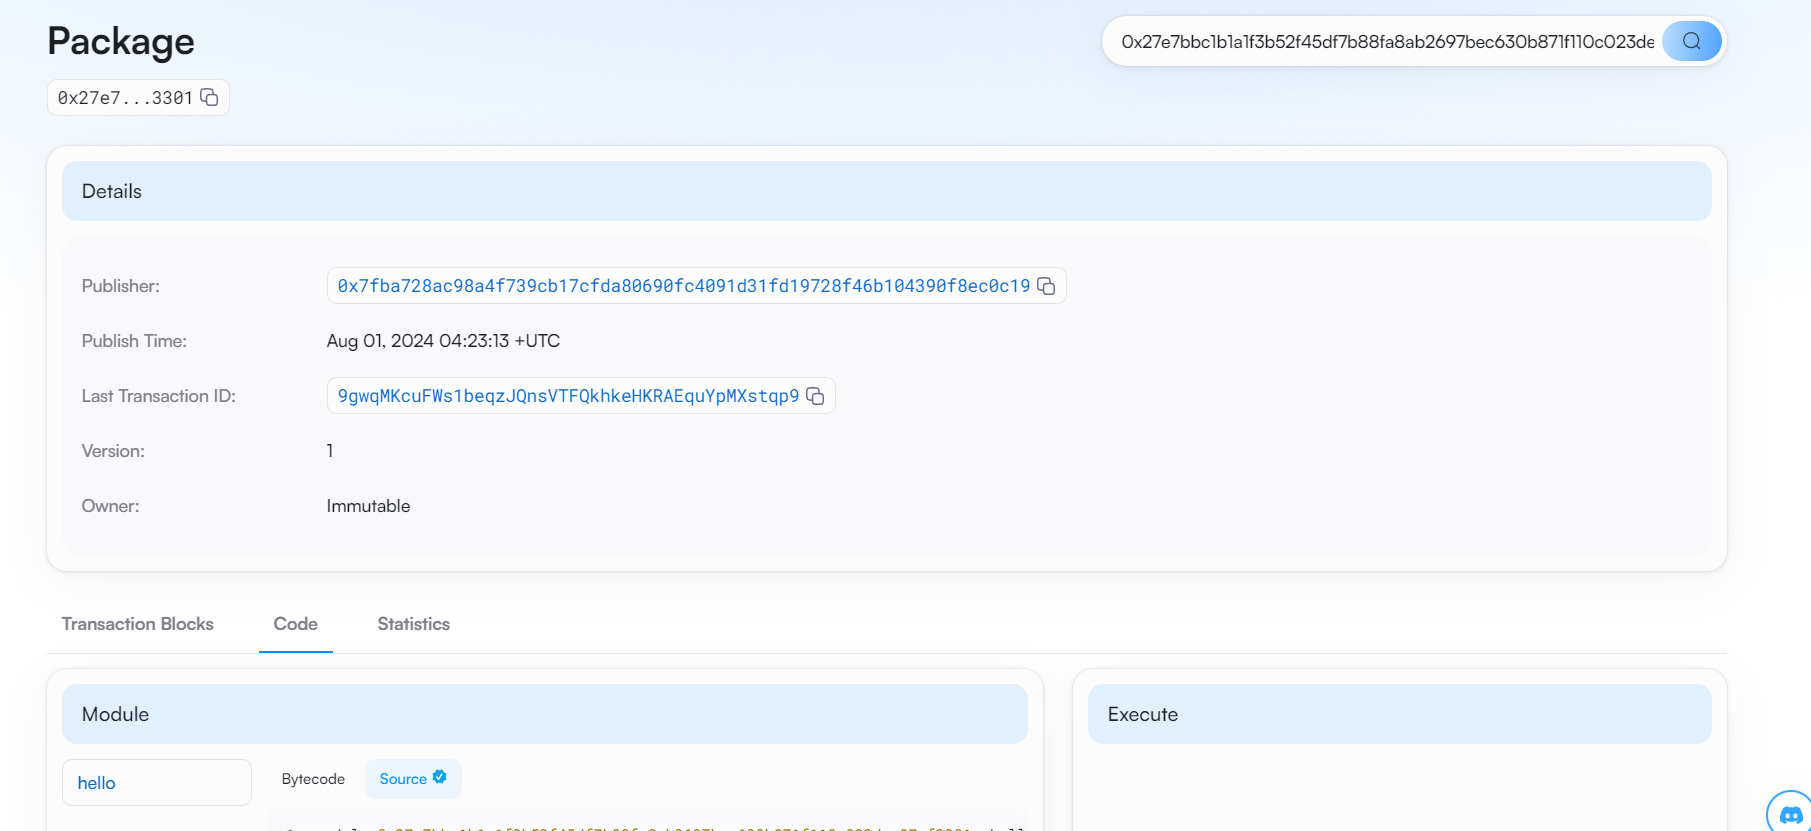 Package
0x27e7bbc1b1a1f3b52f45df7b88fa8ab2697bec630b871f110c023de
0x27e7...3301
Details
Publisher: 0x7fba728ac98a4f739cb17cfda80690fc4091d31fd19728f46b104390f8ec0c19
Publish Time: Aug 01, 2024 04:23:13 +UTC
Last Transaction ID: 9gwqMKcuFWs1beqzJQnsVTFQkhkeHKRAEquYpMXstqp9
Version: 1
Owner: Immutable
Transaction Blocks Code Statistics
Module Execute
hello Bytecode Source